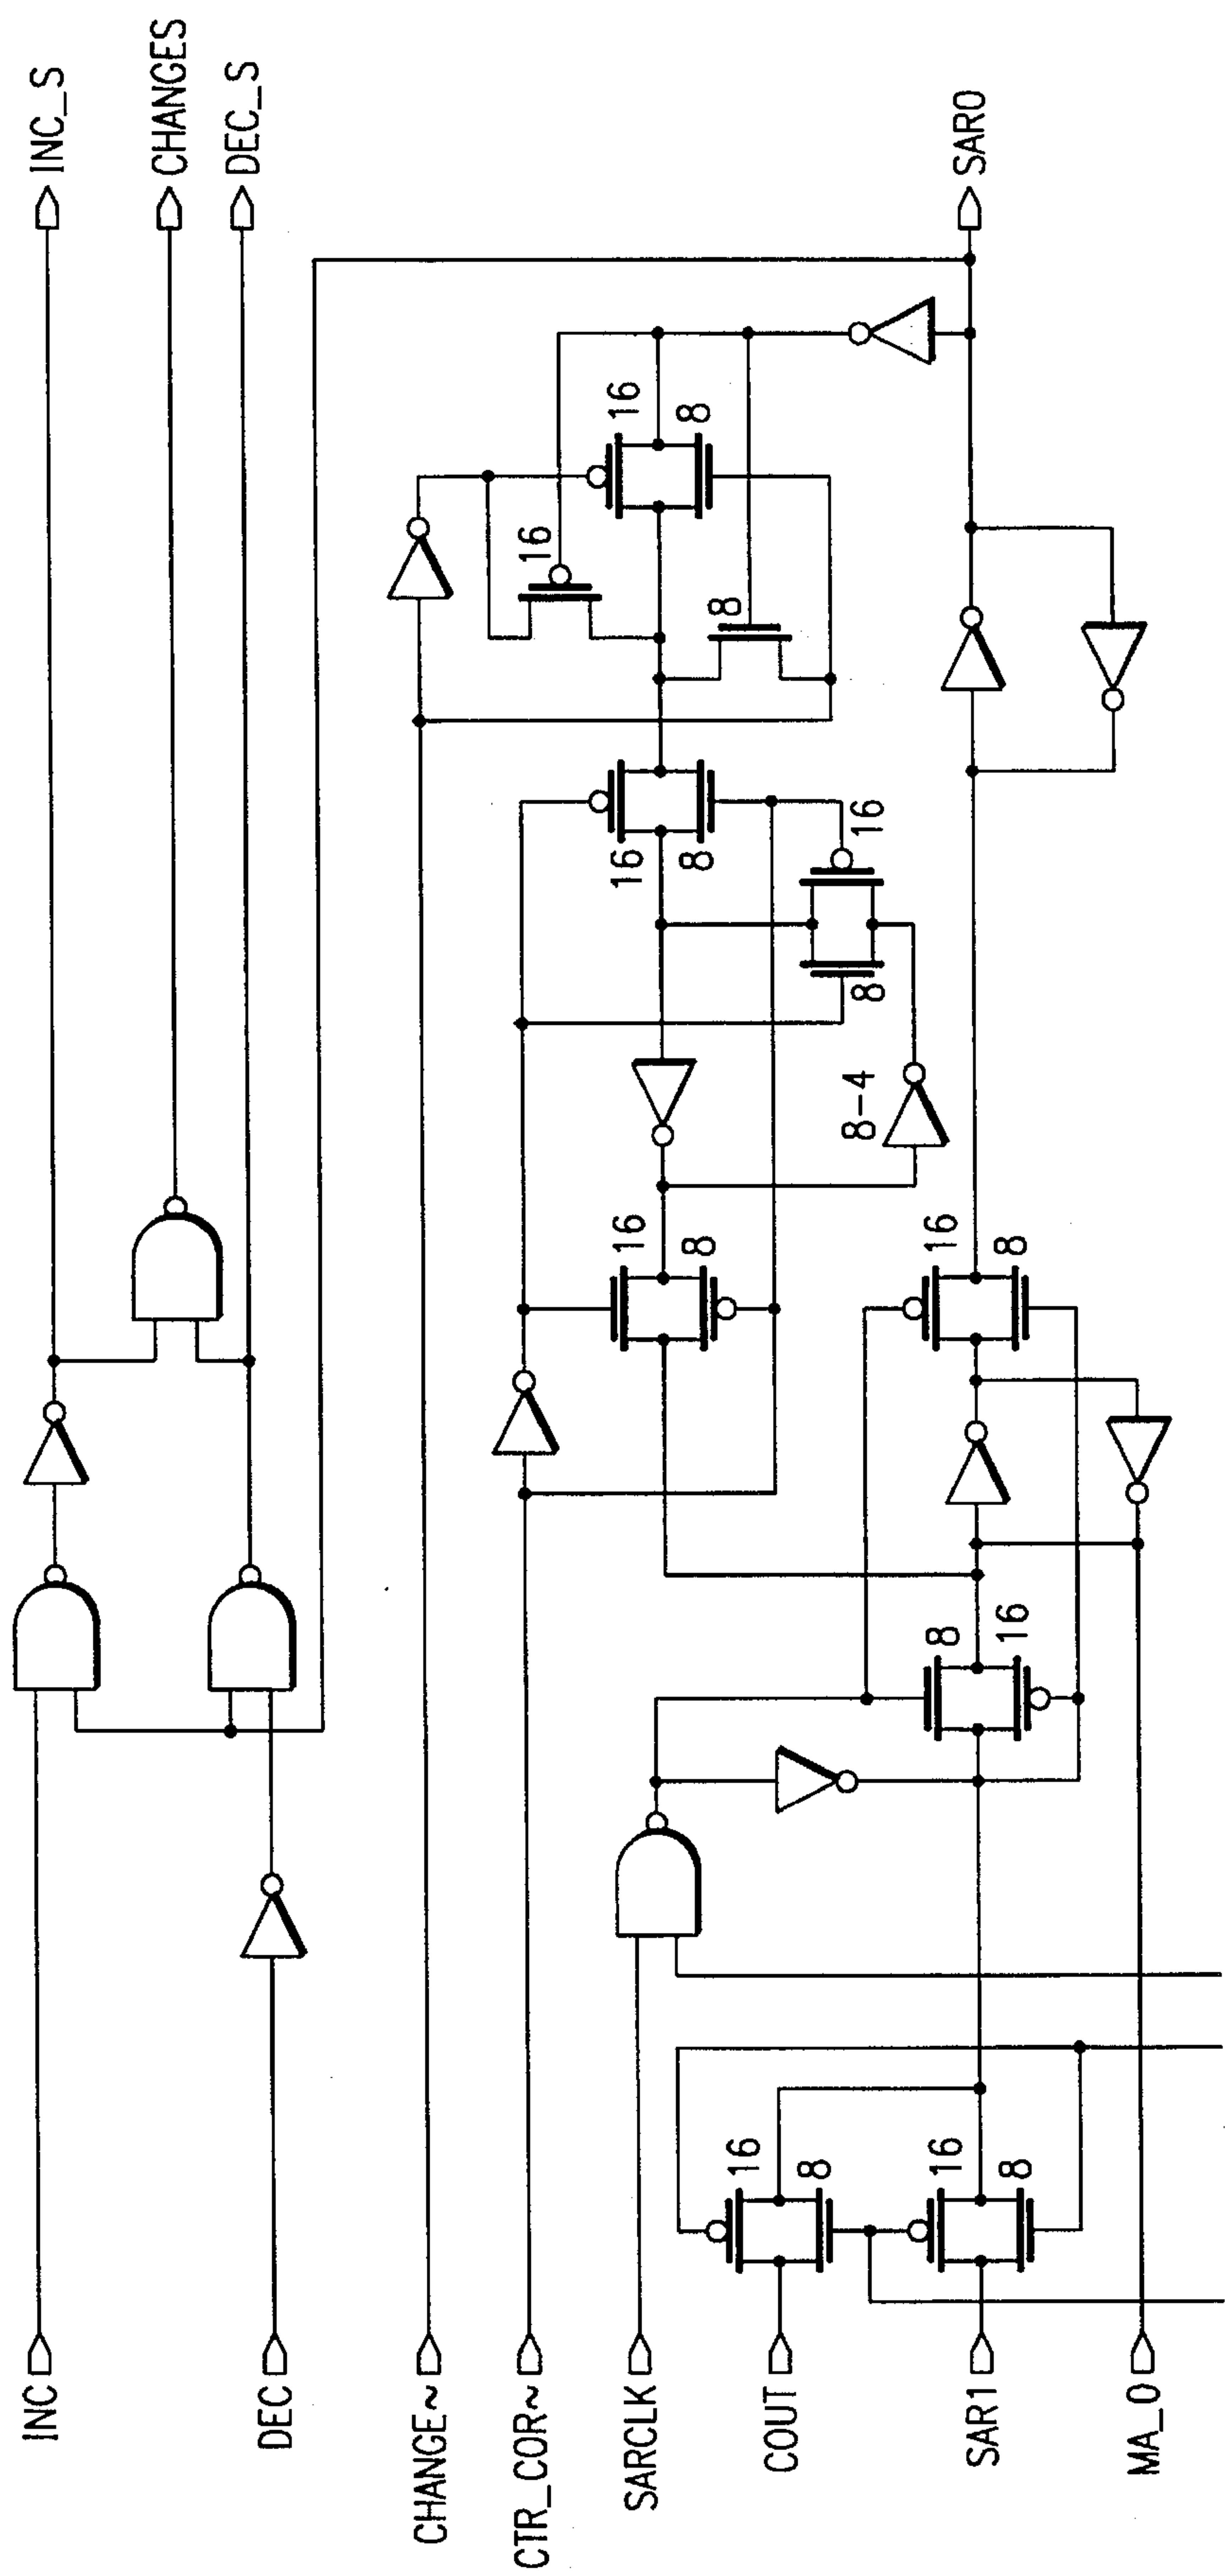 INC
DEC
CHANGE~
CTR_COR~
SARCLK
COUT
SAR1
MA_0
INC_S
CHANGES
DEC_S
SAR0
16
8
16
8
8
16
16
8
16
8
8-4
8
16
16
8
16
8
16
8